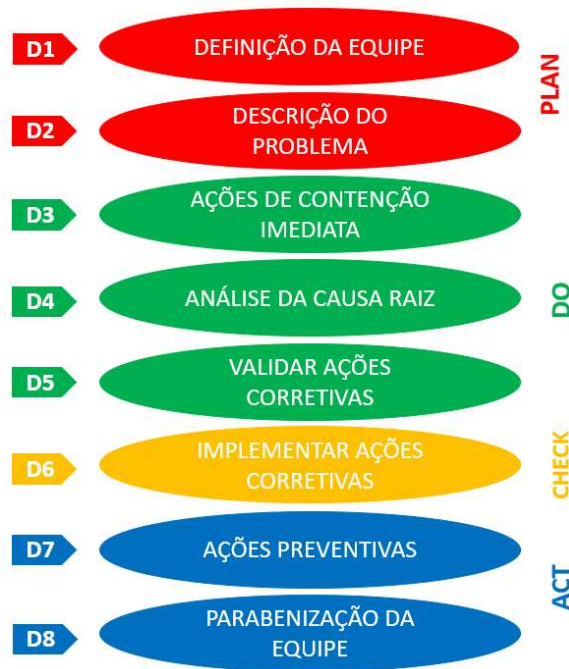 D1
DEFINIÇÃO DA EQUIPE
PLAN
D2
DESCRIÇÃO DO
PROBLEMA
D3
AÇÕES DE CONTENÇÃO
IMEDIATA
D4
ANÁLISE DA CAUSA RAIZ
DO
D5
VALIDAR AÇÕES
CORRETIVAS
D6
IMPLEMENTAR AÇÕES
CORRETIVAS
CHECK
D7
AÇÕES PREVENTIVAS
ACT
D8
PARABENIZAÇÃO DA
EQUIPE